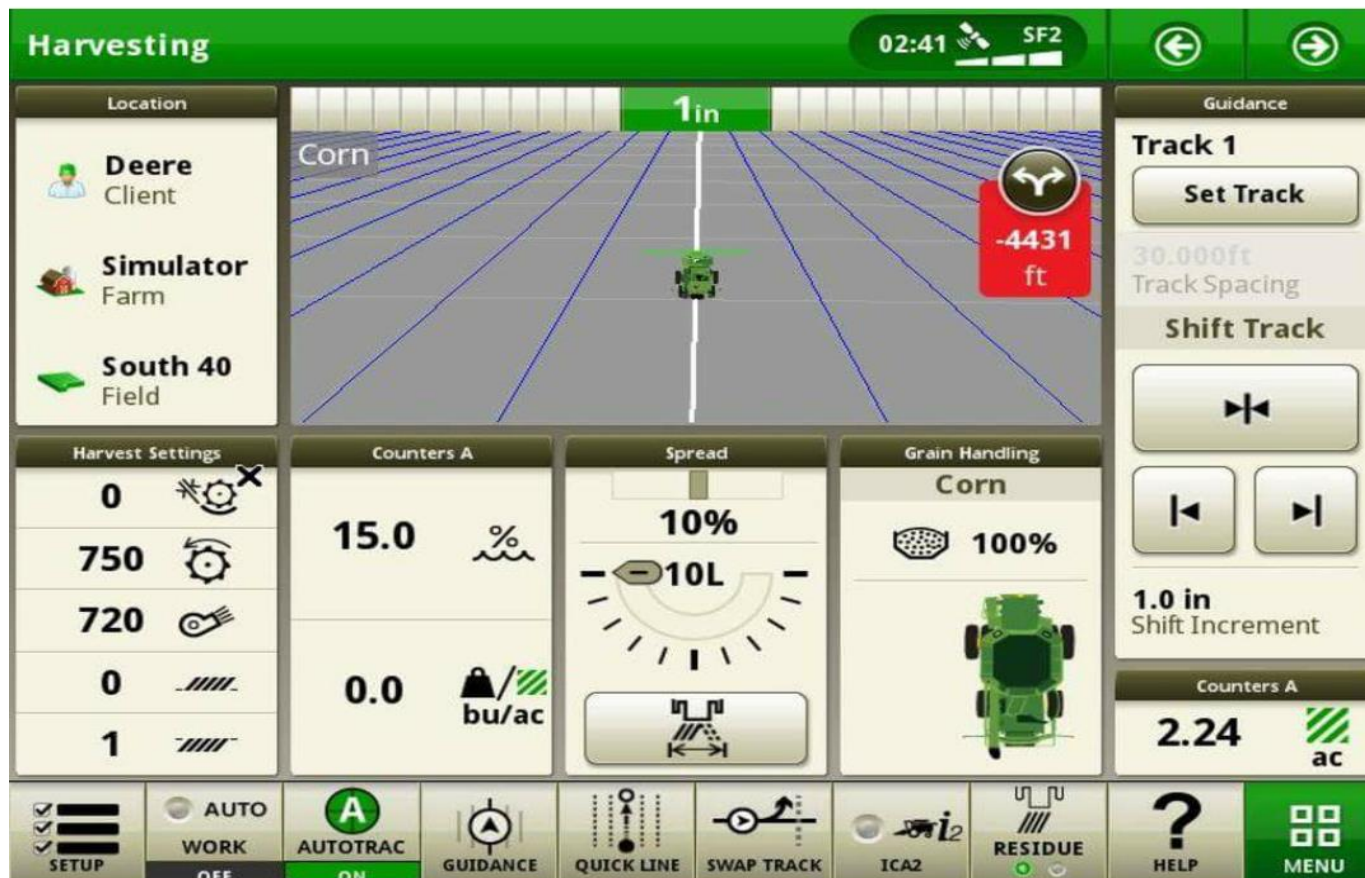 Harvesting
02:41
SF2
Location
Deere
Client
Simulator
Farm
South 40
Field
1in
Corn
-4431
ft
Guidance
Track 1
Set Track
30.000ft
Track Spacing
Shift Track
1.0 in
Shift Increment
Harvest Settings
0
750
720
0
1
Counters A
15.0
%
0.0
bu/ac
Spread
10%
10L
Grain Handling
Corn
100%
Counters A
2.24
ac
SETUP
AUTO
WORK
OFF
A
AUTOTRAC
ON
GUIDANCE
QUICK LINE
SWAP TRACK
i2
ICA2
RESIDUE
?
HELP
MENU